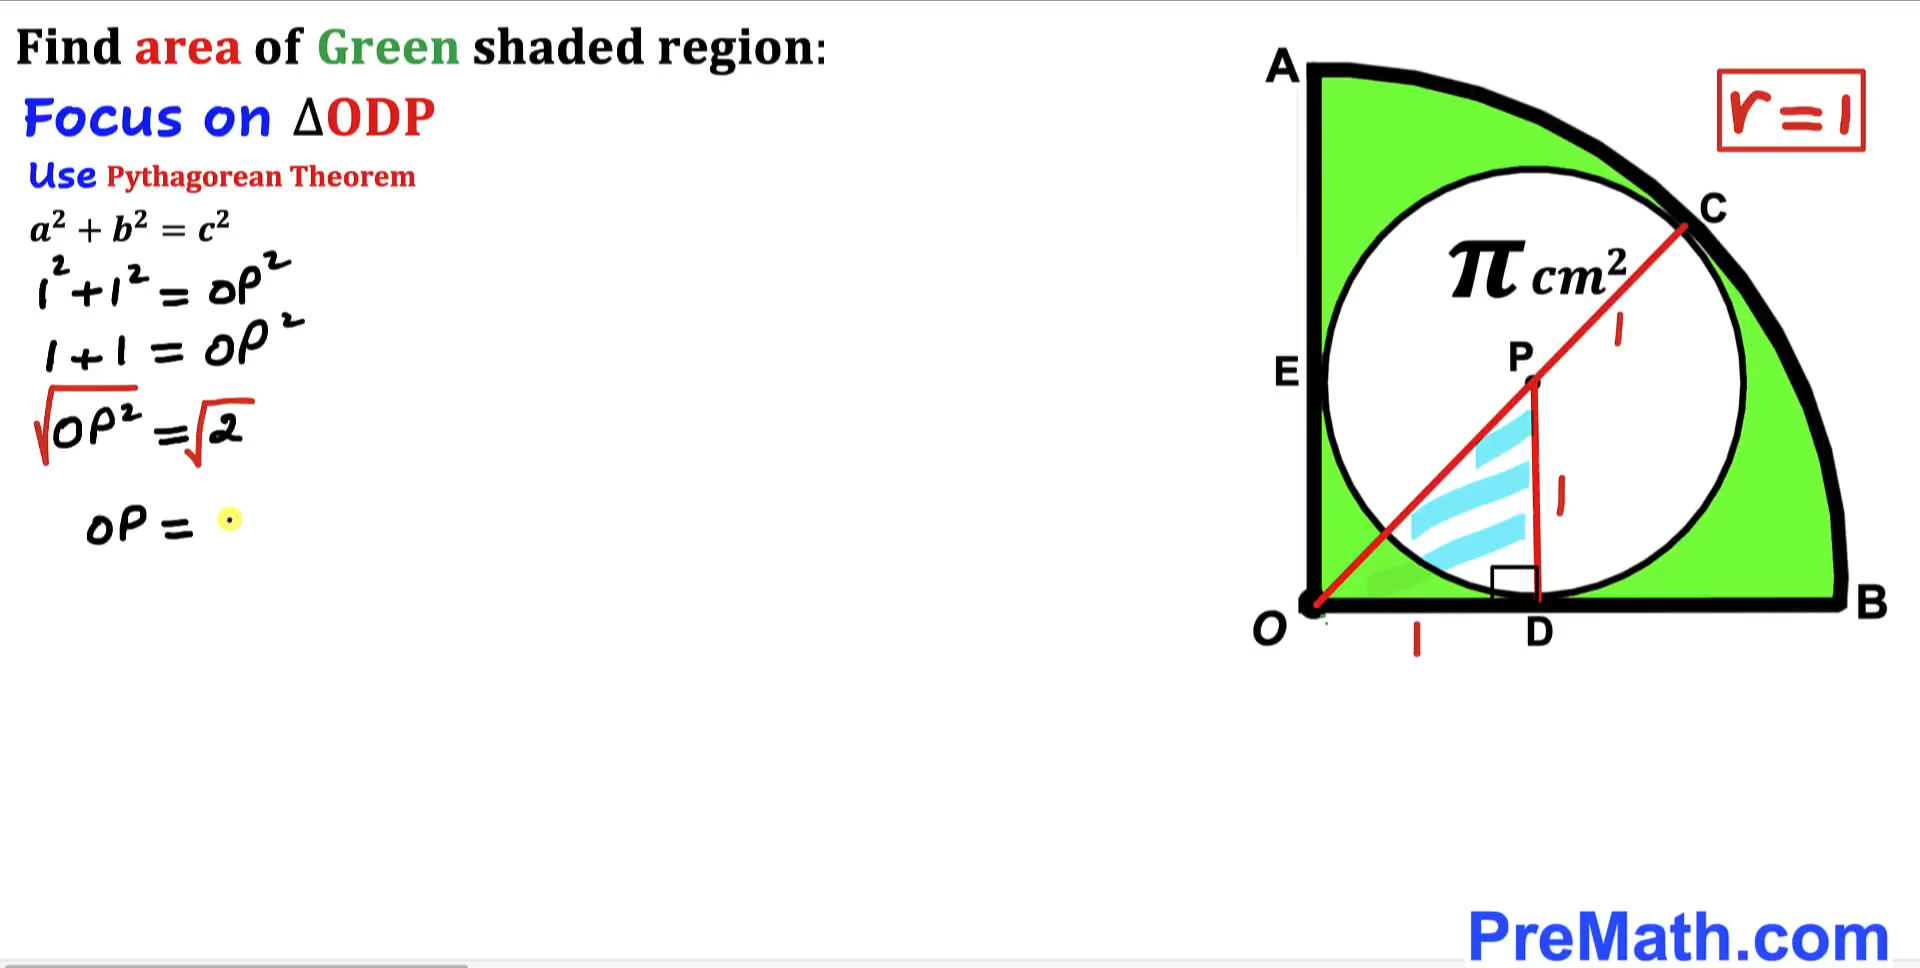 Find area of Green shaded region:
Focus on ΔODP
Use Pythagorean Theorem
a² + b² = c²
1² + 1² = OP²
1 + 1 = OP²
√OP² = √2
OP =
A
r = 1
C
π cm²
1
P
E
1
O
D
B
1
PreMath.com